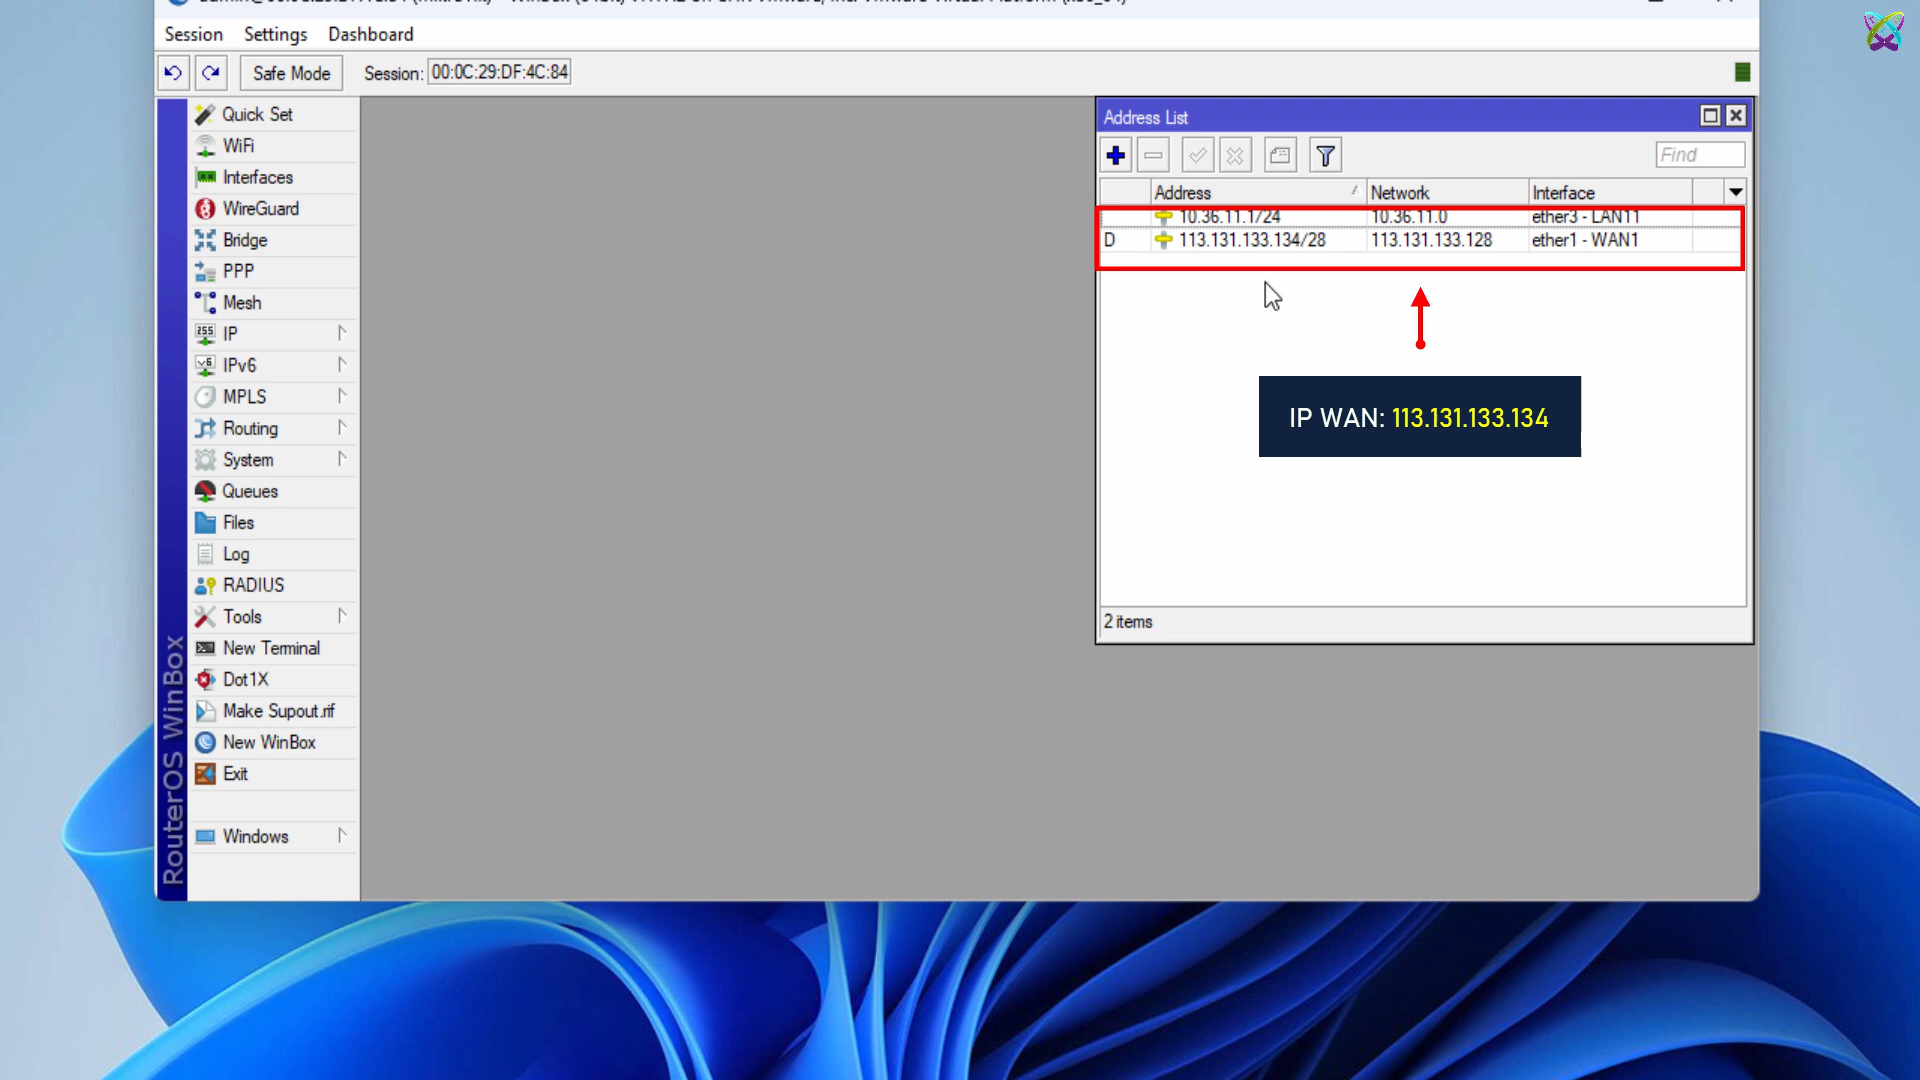 Session Settings Dashboard
Safe Mode Session: 00:0C:29:DF:4C:84
Quick Set
WiFi
Interfaces
WireGuard
Bridge
PPP
Mesh
IP
IPv6
MPLS
Routing
System
Queues
Files
Log
RADIUS
Tools
New Terminal
Dot1X
Make Supout.rif
New WinBox
Exit
Windows
RouterOS WinBox
Address List
Find
Address Network Interface
10.36.11.1/24 10.36.11.0 ether3 - LAN11
D 113.131.133.134/28 113.131.133.128 ether1 - WAN1
IP WAN: 113.131.133.134
2 items